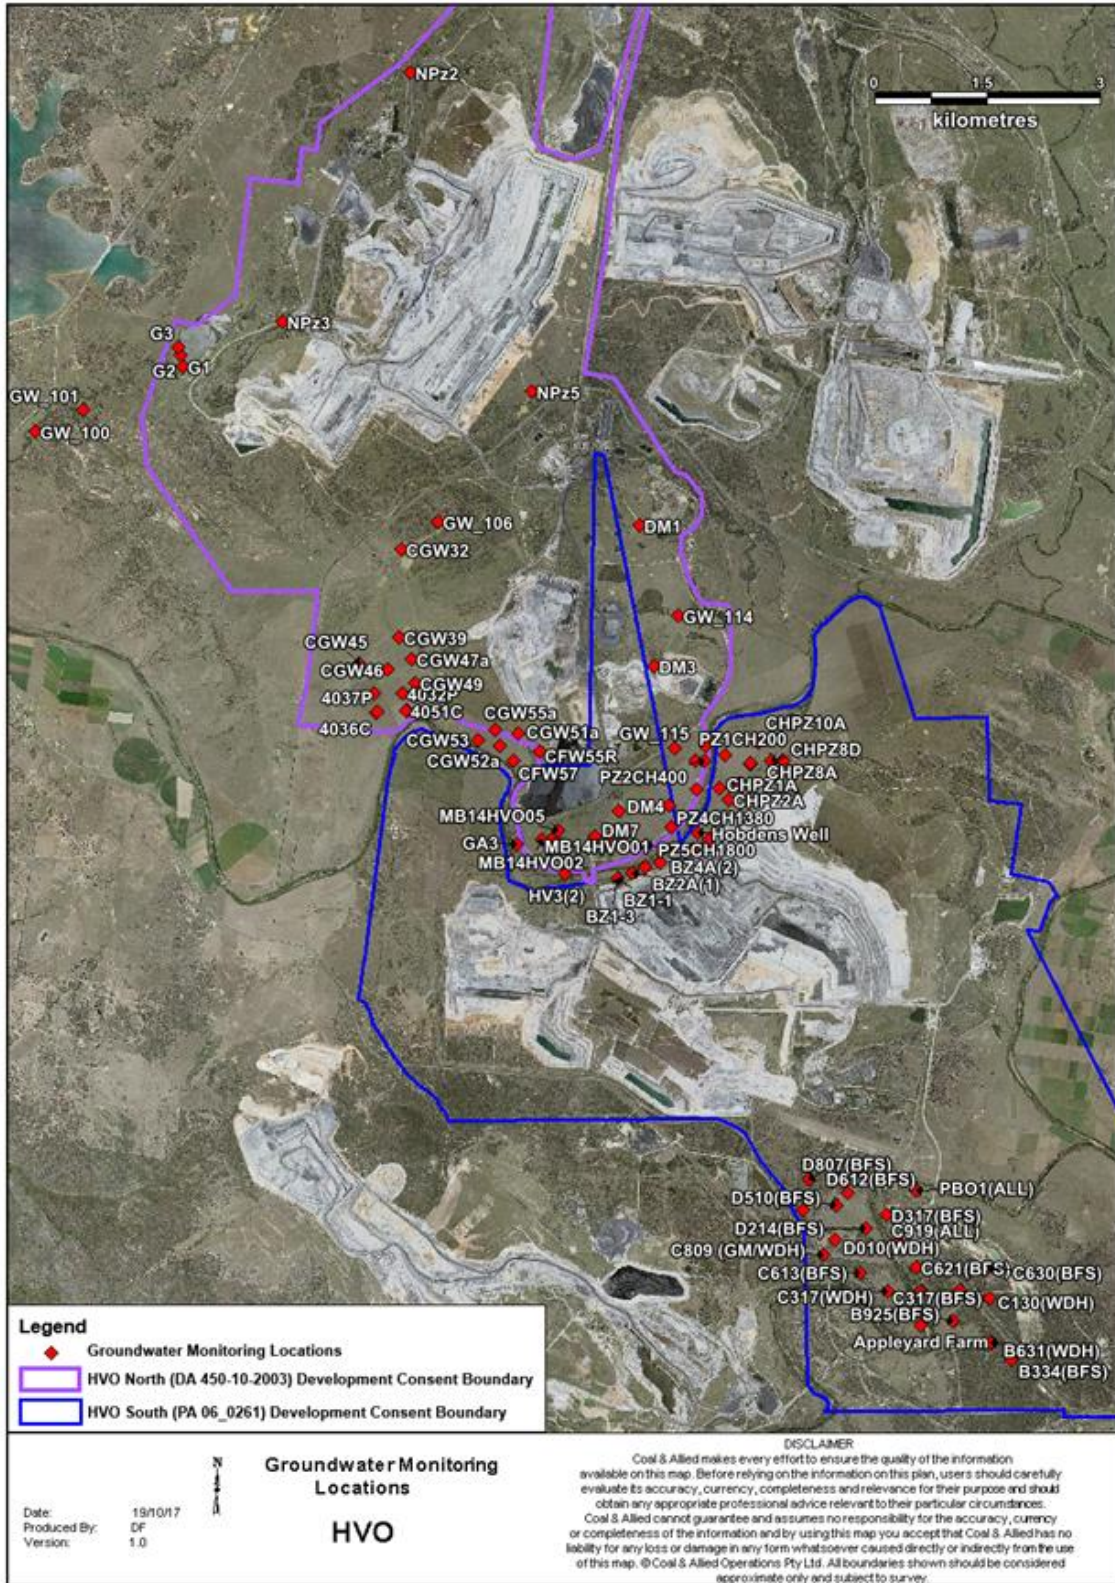 NPz2
0 1.5 3
kilometres
G3
NPz3
G2
G1
GW_101
NPz5
GW_100
GW_106
DM1
CGW32
GW_114
CGW45
CGW39
CGW47a
DM3
CGW46
CGW49
4037P
4032P
4051C
4036C
CGW55a
CGW51a
CGW53
GW_115
PZ1CH200
CHPZ10A
CFW55R
CHPZ8D
CGW52a
CFW57
CHPZ8A
PZ2CH400
CHPZ1A
CHPZ2A
DM4
MB14HVO05
PZ4CH1380
DM7
Hobdens Well
GA3
MB14HVO01
PZ5CH1800
MB14HVO02
BZ4A(2)
BZ2A(1)
HV3(2)
BZ1-1
BZ1-3
D807(BFS)
D612(BFS)
PBO1(ALL)
D510(BFS)
D317(BFS)
D214(BFS)
C919(ALL)
C809 (GM/WDH)
D010(WDH)
C621(BFS)
C630(BFS)
C613(BFS)
C317(WDH)
C317(BFS)
C130(WDH)
B925(BFS)
Appleyard Farm
B631(WDH)
B334(BFS)
Legend
Groundwater Monitoring Locations
HVO North (DA 450-10-2003) Development Consent Boundary
HVO South (PA 06_0261) Development Consent Boundary
N
Groundwater Monitoring
Locations
HVO
Date: 19/10/17
Produced By: DF
Version: 1.0
DISCLAIMER
Coal & Allied makes every effort to ensure the quality of the information
available on this map. Before relying on the information on this plan, users should carefully
evaluate its accuracy, currency, completeness and relevance for their purpose and should
obtain any appropriate professional advice relevant to their particular circumstances.
Coal & Allied cannot guarantee and assumes no responsibility for the accuracy, currency
or completeness of the information and by using this map you accept that Coal & Allied has no
liability for any loss or damage in any form whatsoever caused directly or indirectly from the use
of this map. © Coal & Allied Operations Pty Ltd. All boundaries shown should be considered
approximate only and subject to survey.